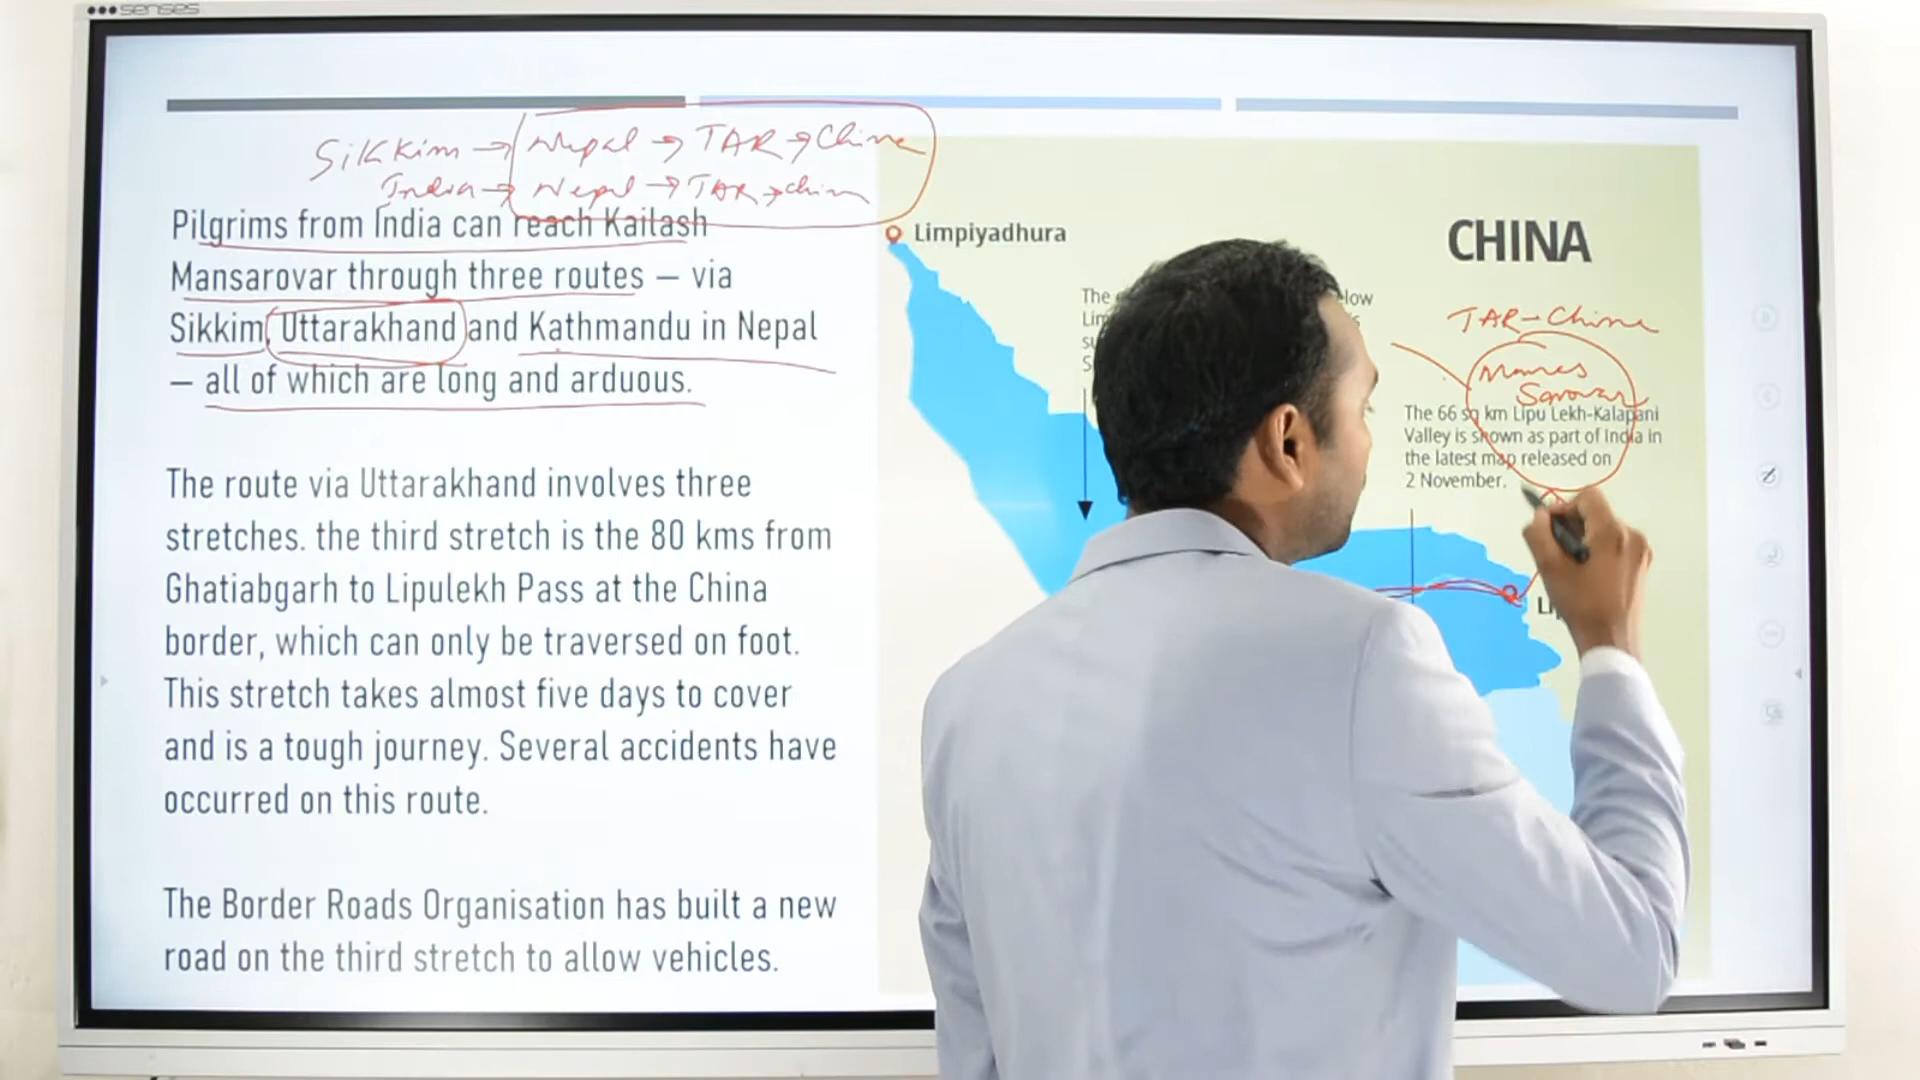 senses
Sikkim → Nepal → TAR → China
India → Nepal → TAR → China
Pilgrims from India can reach Kailash
Mansarovar through three routes – via
Sikkim, Uttarakhand and Kathmandu in Nepal
– all of which are long and arduous.
The route via Uttarakhand involves three
stretches. the third stretch is the 80 kms from
Ghatiabgarh to Lipulekh Pass at the China
border, which can only be traversed on foot.
This stretch takes almost five days to cover
and is a tough journey. Several accidents have
occurred on this route.
The Border Roads Organisation has built a new
road on the third stretch to allow vehicles.
Limpiyadhura
CHINA
The
TAR - China
Manas
Sarovar
The 66 sq km Lipu Lekh-Kalapani
Valley is shown as part of India in
the latest map released on
2 November.